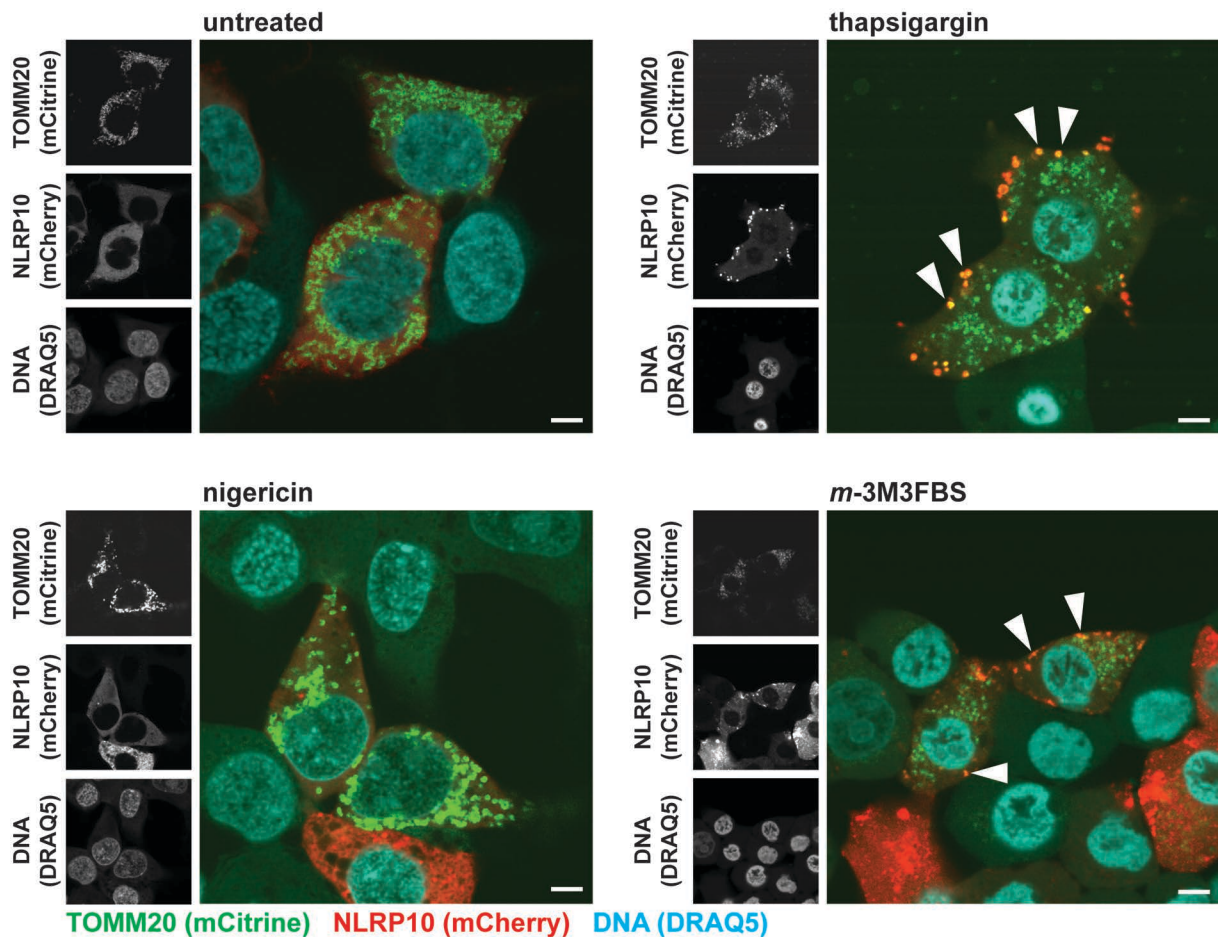 untreated
TOMM20
(mCitrine)
NLRP10
(mCherry)
DNA
(DRAQ5)
thapsigargin
TOMM20
(mCitrine)
NLRP10
(mCherry)
DNA
(DRAQ5)
nigericin
TOMM20
(mCitrine)
NLRP10
(mCherry)
DNA
(DRAQ5)
m-3M3FBS
TOMM20
(mCitrine)
NLRP10
(mCherry)
DNA
(DRAQ5)
TOMM20 (mCitrine) NLRP10 (mCherry) DNA (DRAQ5)